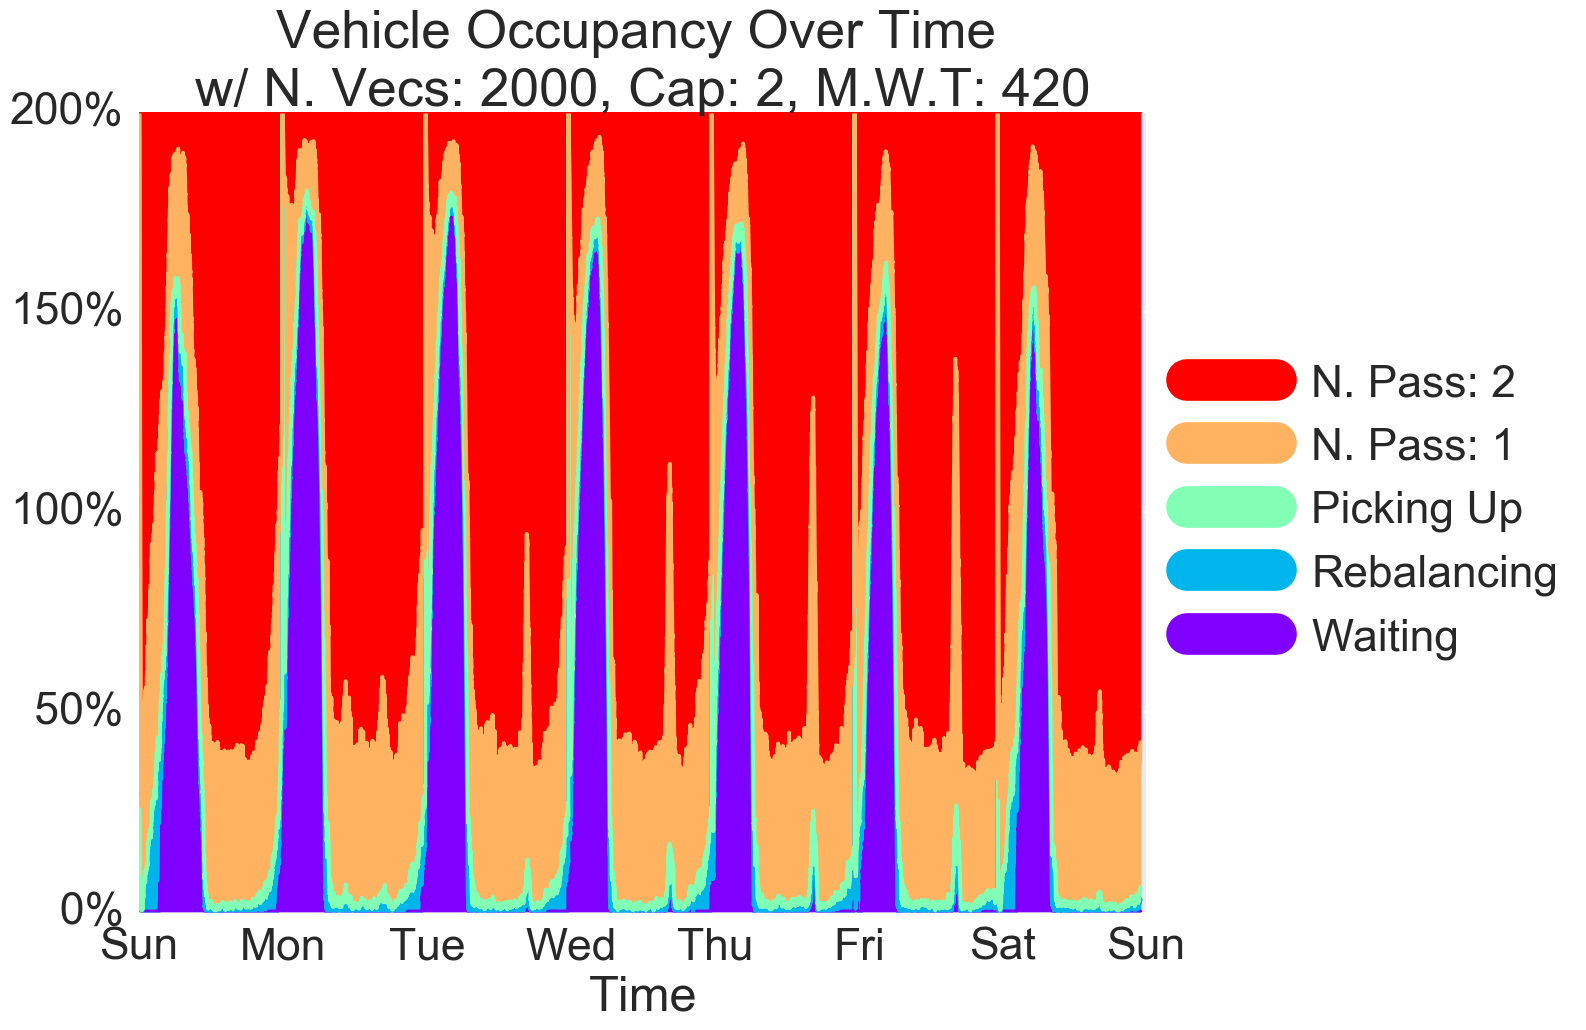 Vehicle Occupancy Over Time
w/ N. Vecs: 2000, Cap: 2, M.W.T: 420
200%
150%
100%
50%
0%
Sun Mon Tue Wed Thu Fri Sat Sun
Time
N. Pass: 2
N. Pass: 1
Picking Up
Rebalancing
Waiting